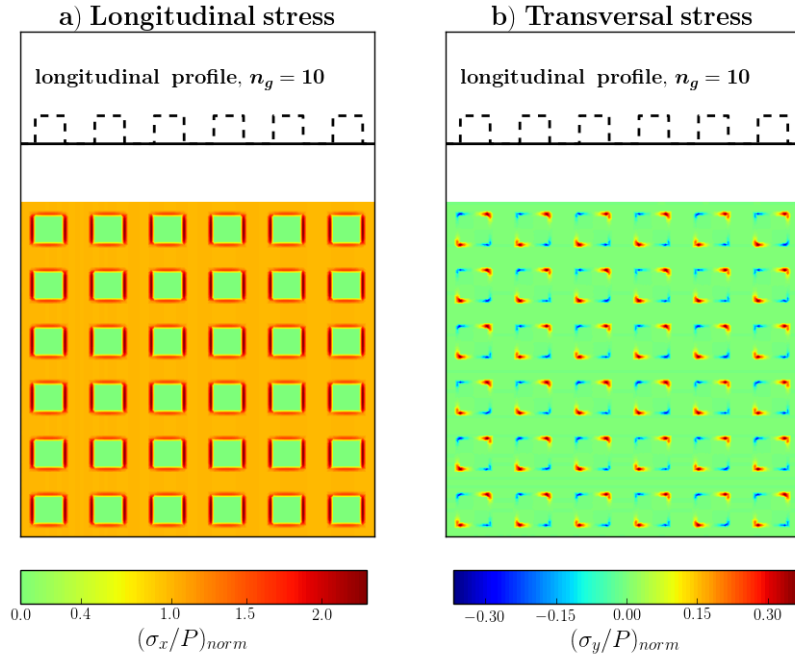 a) Longitudinal stress
longitudinal profile, n_g = 10
0.0 0.4 1.0 1.5 2.0
(σ_x/P)_norm
b) Transversal stress
longitudinal profile, n_g = 10
−0.30 −0.15 0.00 0.15 0.30
(σ_y/P)_norm